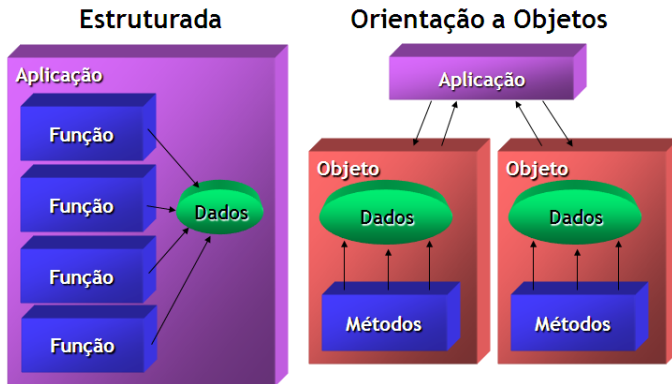 Estruturada
Aplicação
Função
Função
Função
Função
Dados
Orientação a Objetos
Aplicação
Objeto
Dados
Métodos
Objeto
Dados
Métodos